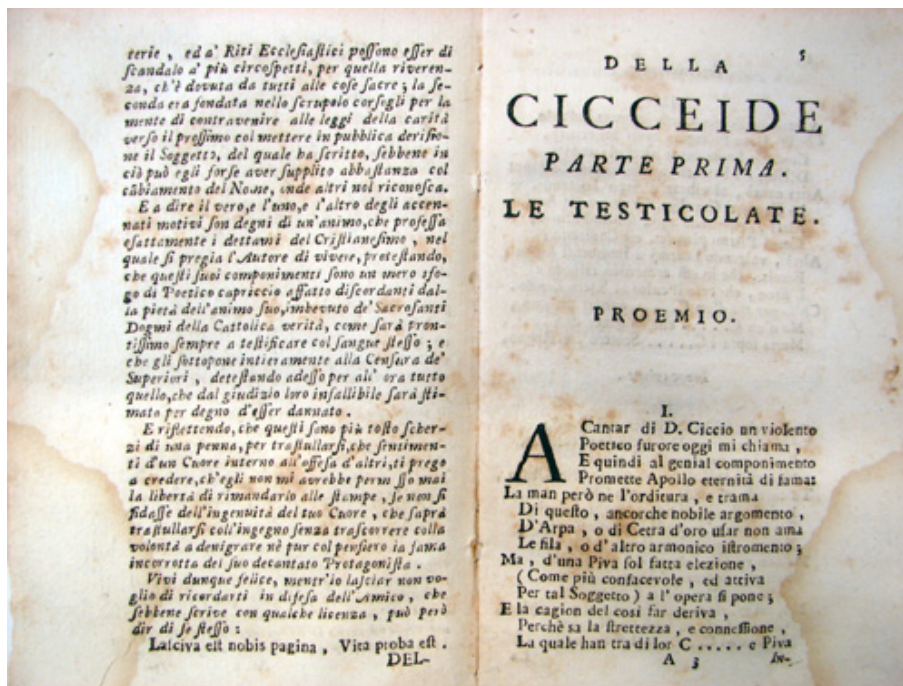 terie, ed a' Riti Ecclesiastici possono esser di
scandalo a' più circospetti, per quella riveren-
za, ch'è dovuta da tutti alle cose sacre; la se-
conda era fondata nello scrupolo corsogli per la
mente di contravenire alle leggi della carità
verso il prossimo col mettere in pubblica derisio-
ne il Soggetto, del quale ha scritto, sebbene in
ciò può egli forse aver supplito abbastanza col
cãbiamento del Nome, onde altri nol riconosca.
E a dire il vero, e l'uno, e l'altro degli accen-
nati motivi son degni di un'animo, che professa
esattamente i dettami del Cristianesimo, nel
quale si pregia l'Autore di vivere, protestando,
che questi suoi componimenti sono un mero sfo-
go di Poetico capriccio affatto discordanti dal-
la pietà dell'animo suo, imbevuto de' Sacrosanti
Dogmi della Cattolica verità, come sarà pron-
tissimo sempre a testificare col sangue stesso; e
che gli sottopone intieramente alla Censura de'
Superiori, detestando adesso per all' ora tutto
quello, che dal giudizio loro infallibile sarà sti-
mato per degno d'esser dannato.
E riflettendo, che questi sono più tosto scher-
zi di una penna, per trastullarsi, che sentimen-
ti d'un Cuore interno all'offesa d'altri, ti prego
a credere, ch'egli non mi avrebbe permesso mai
la libertà di rimandarlo alle stampe, se non si
fidasse dell'ingenuità del tuo Cuore, che saprà
trastullarsi coll'ingegno senza trascorrere colla
volontà a denigrare nè pur col pensiero la fama
incorrotta del suo decantato Protagonista.
Vivi dunque felice, mentr'io lasciar non vo-
glio di ricordarti in difesa dell'Amico, che
sebbene scrive con qualche licenza, può però
dir di se stesso:
Lasciva est nobis pagina, Vita proba est.
DEL-
5
DELLA
CICCEIDE
PARTE PRIMA.
LE TESTICOLATE.
PROEMIO.
I.
A Cantar di D. Ciccio un violento
Poetico furore oggi mi chiama,
E quindi al genial componimento
Promette Apollo eternità di fama:
La man però ne l'orditura, e trama
Di questo, ancorche nobile argomento,
D'Arpa, o di Cetra d'oro usar non ama
Le fila, o d'altro armonico istromento;
Ma, d'una Piva sol fatta elezione,
(Come più confacevole, ed attiva
Per tal Soggetto) a l'opera si pone;
E la cagion del così far deriva,
Perchè sa la strettezza, e connessione,
La quale han tra di lor C..... e Piva
A 3
In-